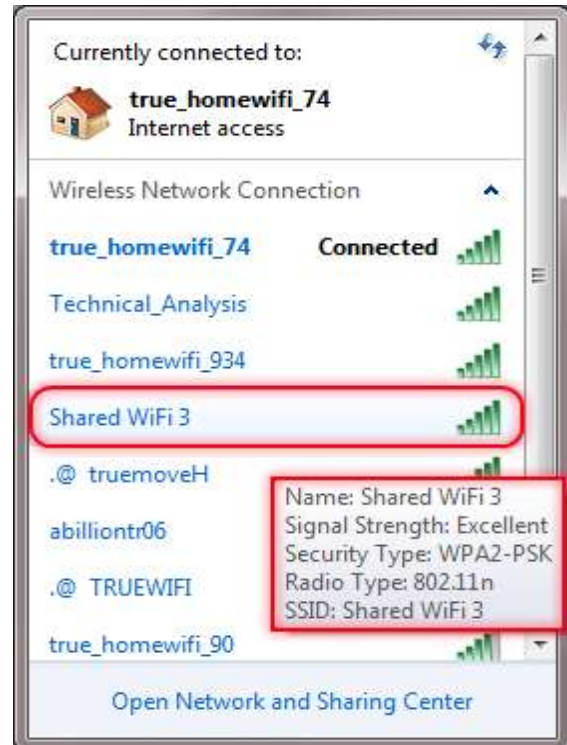 Currently connected to:
true_homewifi_74
Internet access
Wireless Network Connection
true_homewifi_74 Connected
Technical_Analysis
true_homewifi_934
Shared WiFi 3
.@ truemoveH
abilliontr06
.@ TRUEWIFI
true_homewifi_90
Name: Shared WiFi 3
Signal Strength: Excellent
Security Type: WPA2-PSK
Radio Type: 802.11n
SSID: Shared WiFi 3
Open Network and Sharing Center